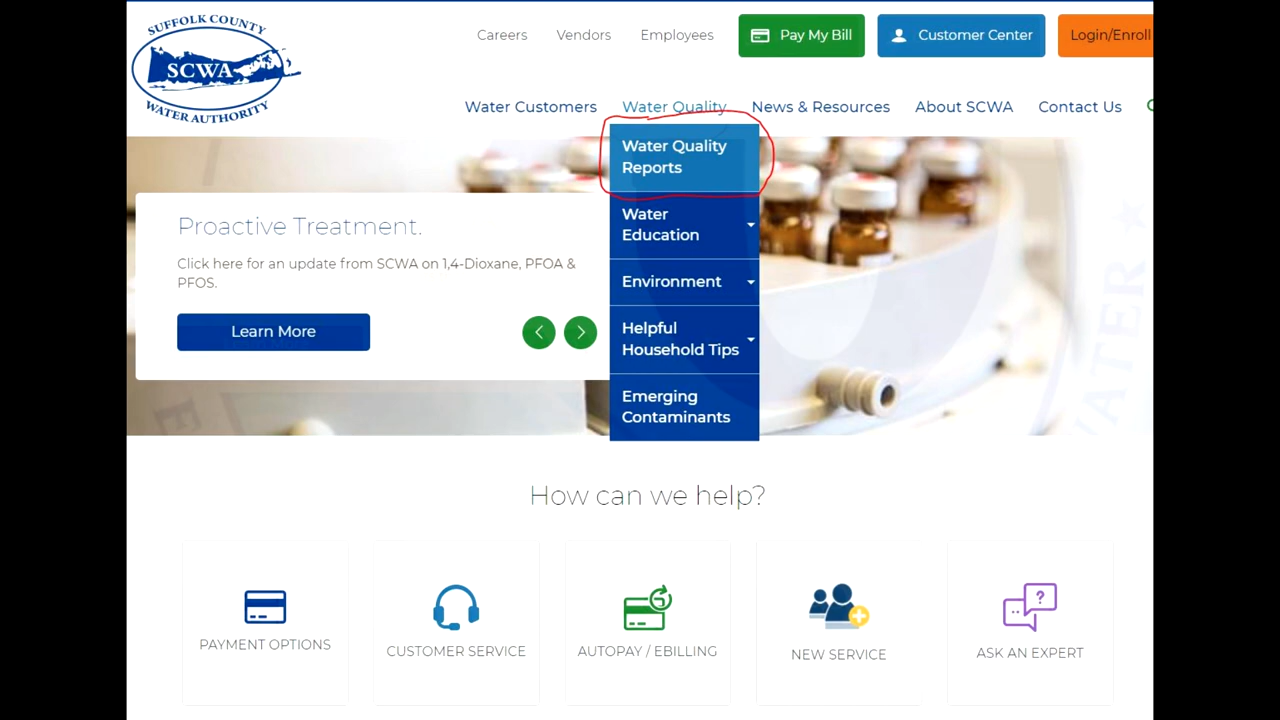 SUFFOLK COUNTY
SCWA
WATER AUTHORITY
Careers Vendors Employees Pay My Bill Customer Center Login/Enroll
Water Customers Water Quality News & Resources About SCWA Contact Us
Water Quality
Reports
Water
Education
Environment
Helpful
Household Tips
Emerging
Contaminants
Proactive Treatment.
Click here for an update from SCWA on 1,4-Dioxane, PFOA &
PFOS.
Learn More
WATER
How can we help?
PAYMENT OPTIONS
CUSTOMER SERVICE
AUTOPAY / EBILLING
NEW SERVICE
ASK AN EXPERT